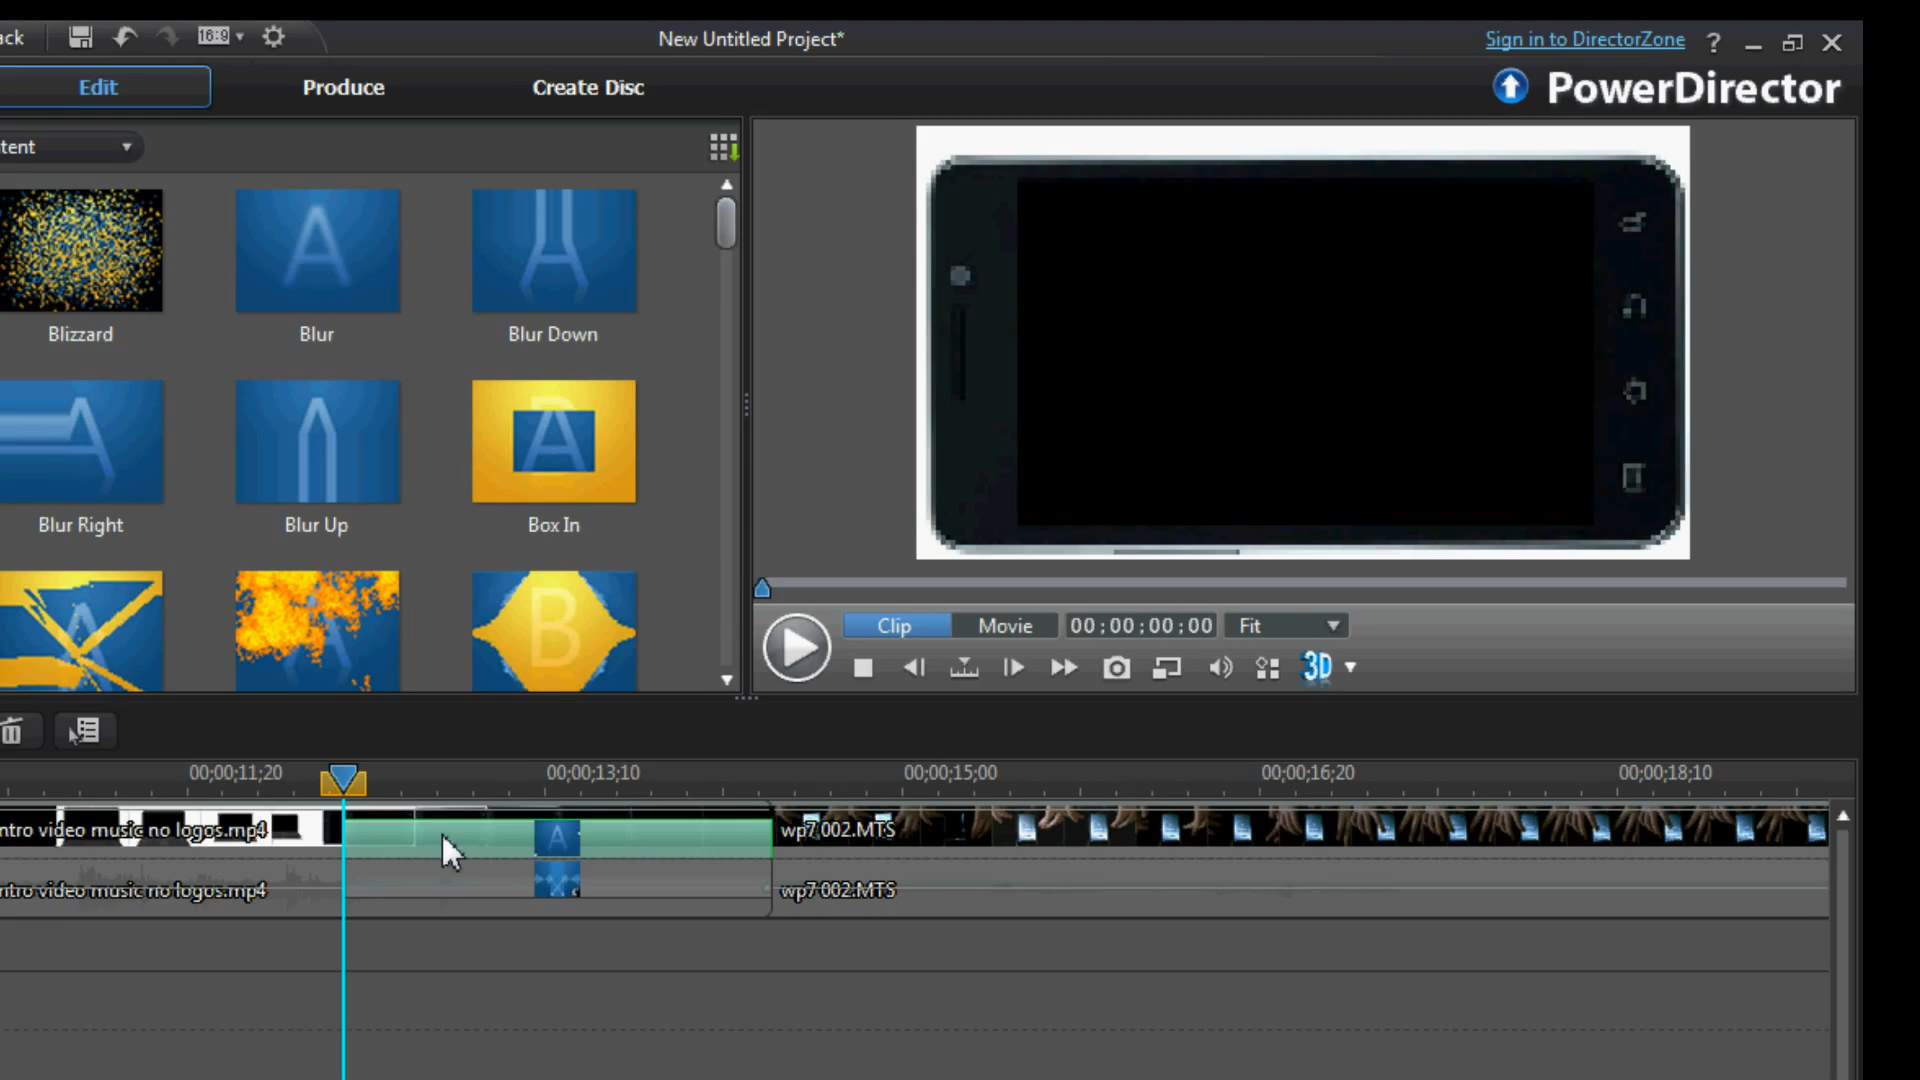 ack
16:9
New Untitled Project*
Sign in to DirectorZone
?
Edit
Produce
Create Disc
PowerDirector
tent
A
Blizzard
Blur
Blur Down
A
A
B
A
Blur Right
Blur Up
Box In
A
A
B
Clip
Movie
00;00;00;00
Fit
3D
00;00;11;20
00;00;13;10
00;00;15;00
00;00;16;20
00;00;18;10
ntro video music no logos.mp4
A
wp7 002.MTS
ntro video music no logos.mp4
wp7 002.MTS